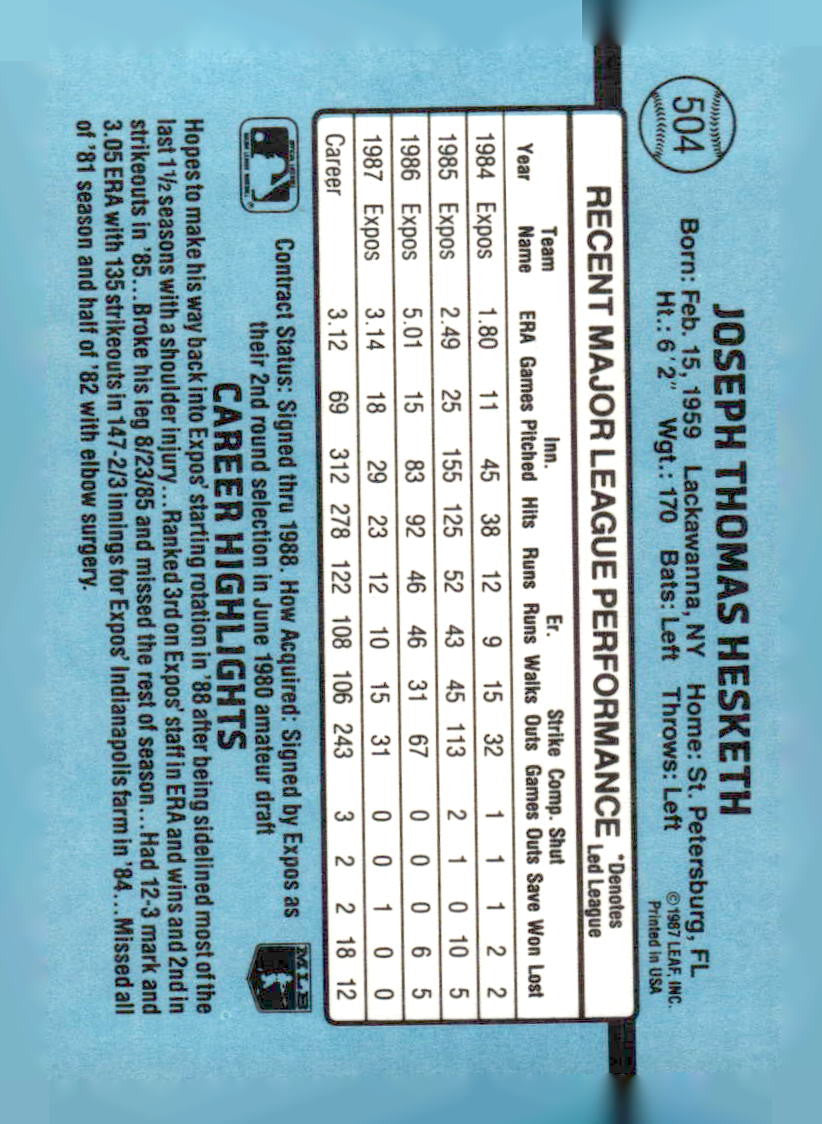 504
JOSEPH THOMAS HESKETH
Born: Feb. 15, 1959 Lackawanna, NY Home: St. Petersburg, FL
Ht.: 6' 2" Wgt.: 170 Bats: Left Throws: Left
©1987 LEAF, INC.
Printed in USA
RECENT MAJOR LEAGUE PERFORMANCE *Denotes Led League
Year Team Name ERA Games Inn. Pitched Hits Runs Er. Runs Walks Strike Outs Comp. Games Shut Outs Save Won Lost
1984 Expos 1.80 11 45 38 12 9 15 32 1 1 1 2 2
1985 Expos 2.49 25 155 125 52 43 45 113 2 1 0 10 5
1986 Expos 5.01 15 83 92 46 46 31 67 0 0 0 6 5
1987 Expos 3.14 18 29 23 12 10 15 31 0 0 1 0 0
Career 3.12 69 312 278 122 108 106 243 3 2 2 18 12
Contract Status: Signed thru 1988. How Acquired: Signed by Expos as
their 2nd round selection in June 1980 amateur draft
MLB
CAREER HIGHLIGHTS
Hopes to make his way back into Expos' starting rotation in '88 after being sidelined most of the
last 1½ seasons with a shoulder injury...Ranked 3rd on Expos' staff in ERA and wins and 2nd in
strikeouts in '85...Broke his leg 8/23/85 and missed the rest of season...Had 12-3 mark and
3.05 ERA with 135 strikeouts in 147-2/3 innings for Expos' Indianapolis farm in '84...Missed all
of '81 season and half of '82 with elbow surgery.